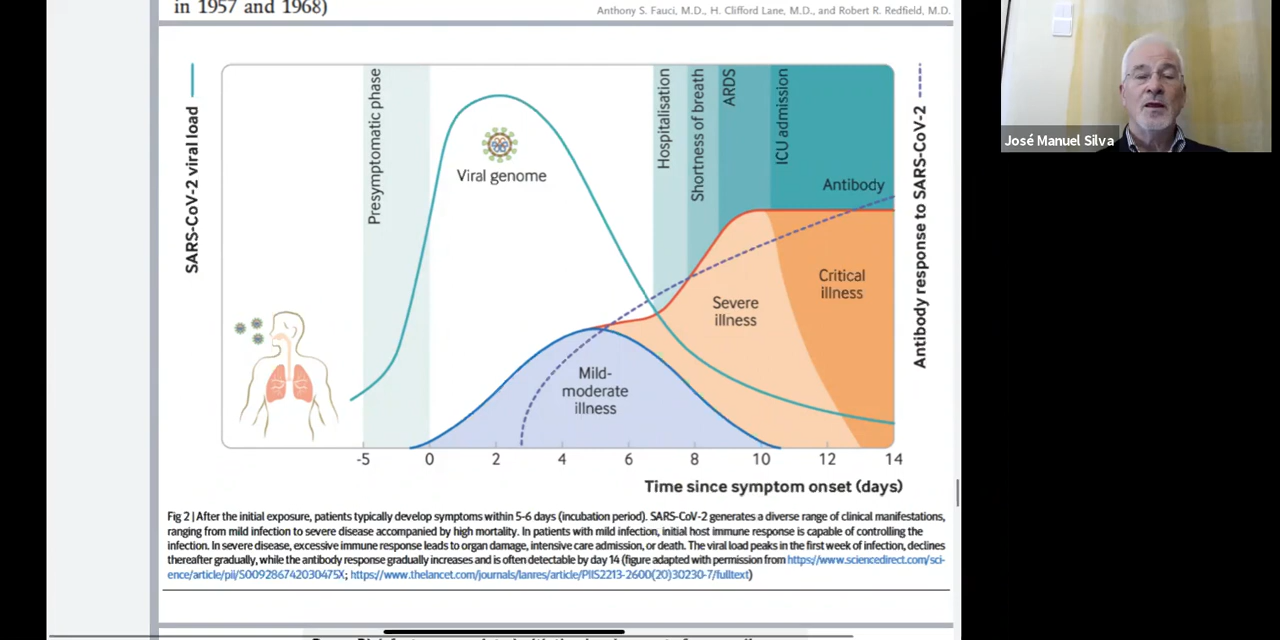 in 1957 and 1968)
Anthony S. Fauci, M.D., H. Clifford Lane, M.D., and Robert R. Redfield, M.D.
José Manuel Silva
SARS-CoV-2 viral load
Presymptomatic phase
Viral genome
Hospitalisation
Shortness of breath
ARDS
ICU admission
Antibody
Antibody response to SARS-CoV-2
Mild-
moderate
illness
Severe
illness
Critical
illness
-5 0 2 4 6 8 10 12 14
Time since symptom onset (days)
Fig 2 | After the initial exposure, patients typically develop symptoms within 5-6 days (incubation period). SARS-CoV-2 generates a diverse range of clinical manifestations,
ranging from mild infection to severe disease accompanied by high mortality. In patients with mild infection, initial host immune response is capable of controlling the
infection. In severe disease, excessive immune response leads to organ damage, intensive care admission, or death. The viral load peaks in the first week of infection, declines
thereafter gradually, while the antibody response gradually increases and is often detectable by day 14 (figure adapted with permission from https://www.sciencedirect.com/sci-
ence/article/pii/S009286742030475X; https://www.thelancet.com/journals/lanres/article/PIIS2213-2600(20)30230-7/fulltext)